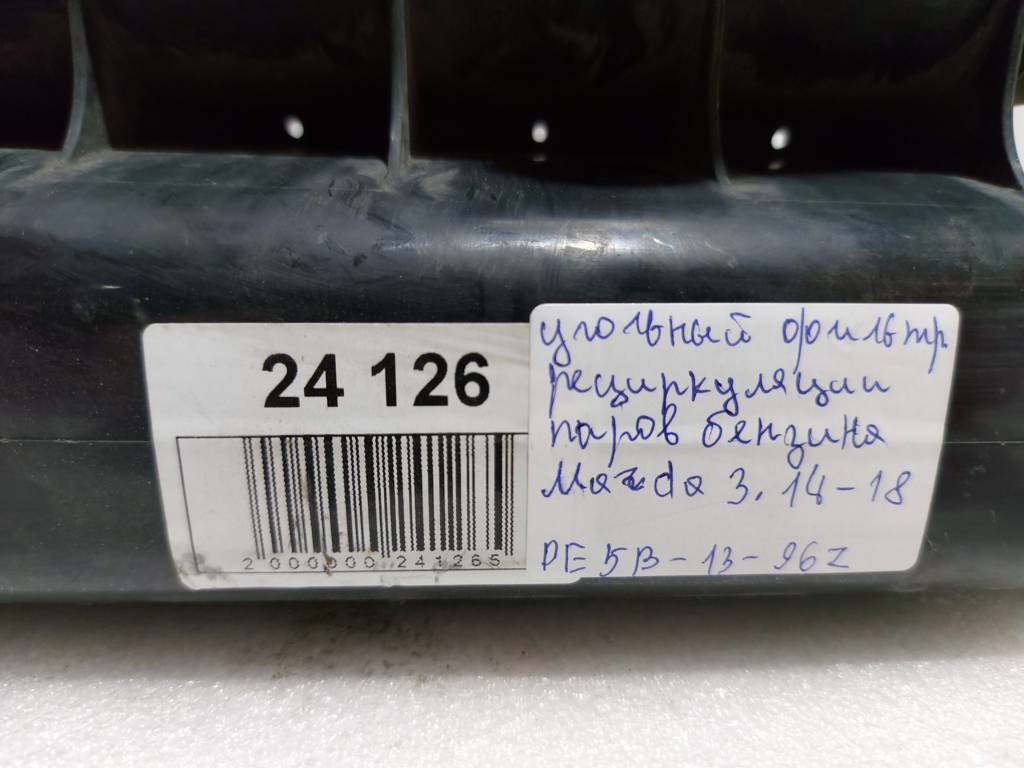 24 126
2 000000 241265
угольный фильтр
рециркуляции
паров бензина
Mazda 3. 14-18
PE5B-13-96Z